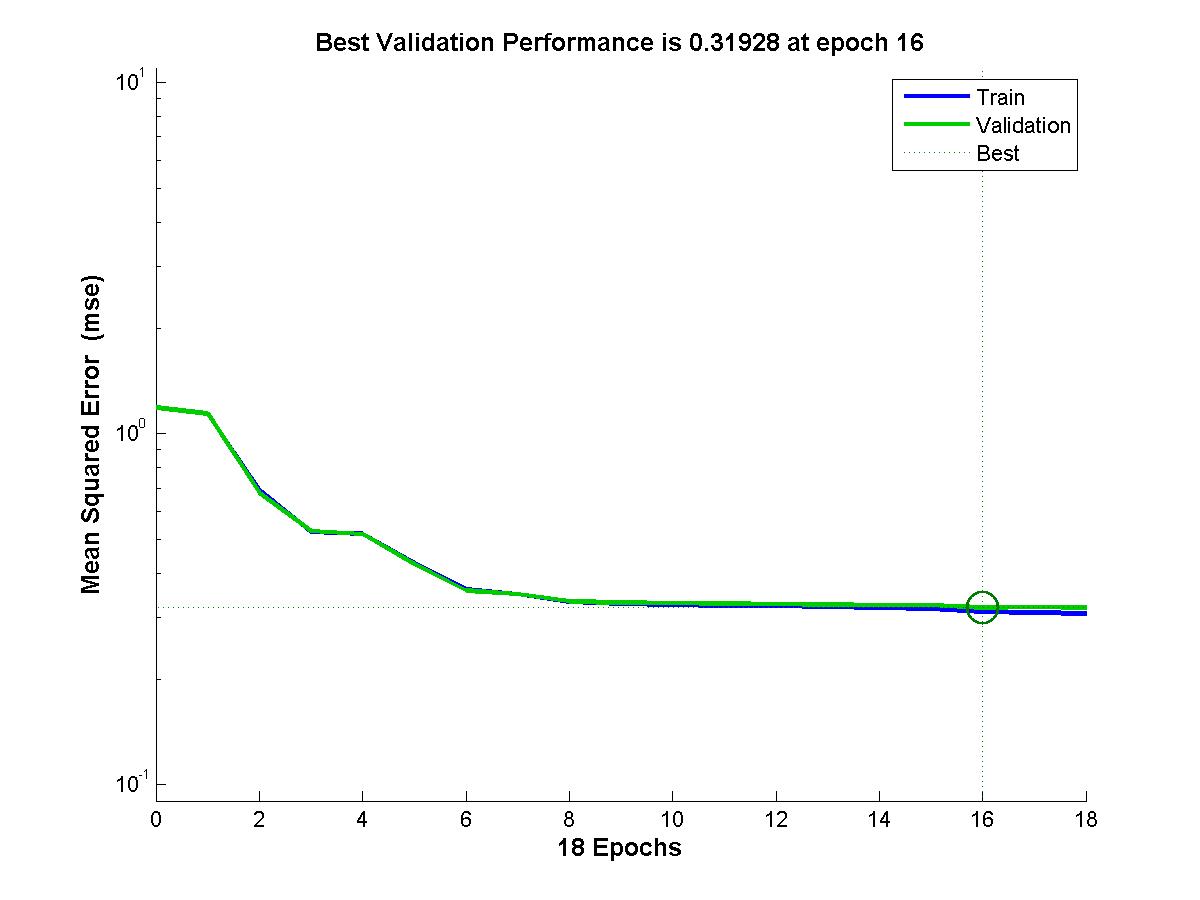 Best Validation Performance is 0.31928 at epoch 16
Train
Validation
Best
Mean Squared Error (mse)
10^1
10^0
10^-1
0 2 4 6 8 10 12 14 16 18
18 Epochs